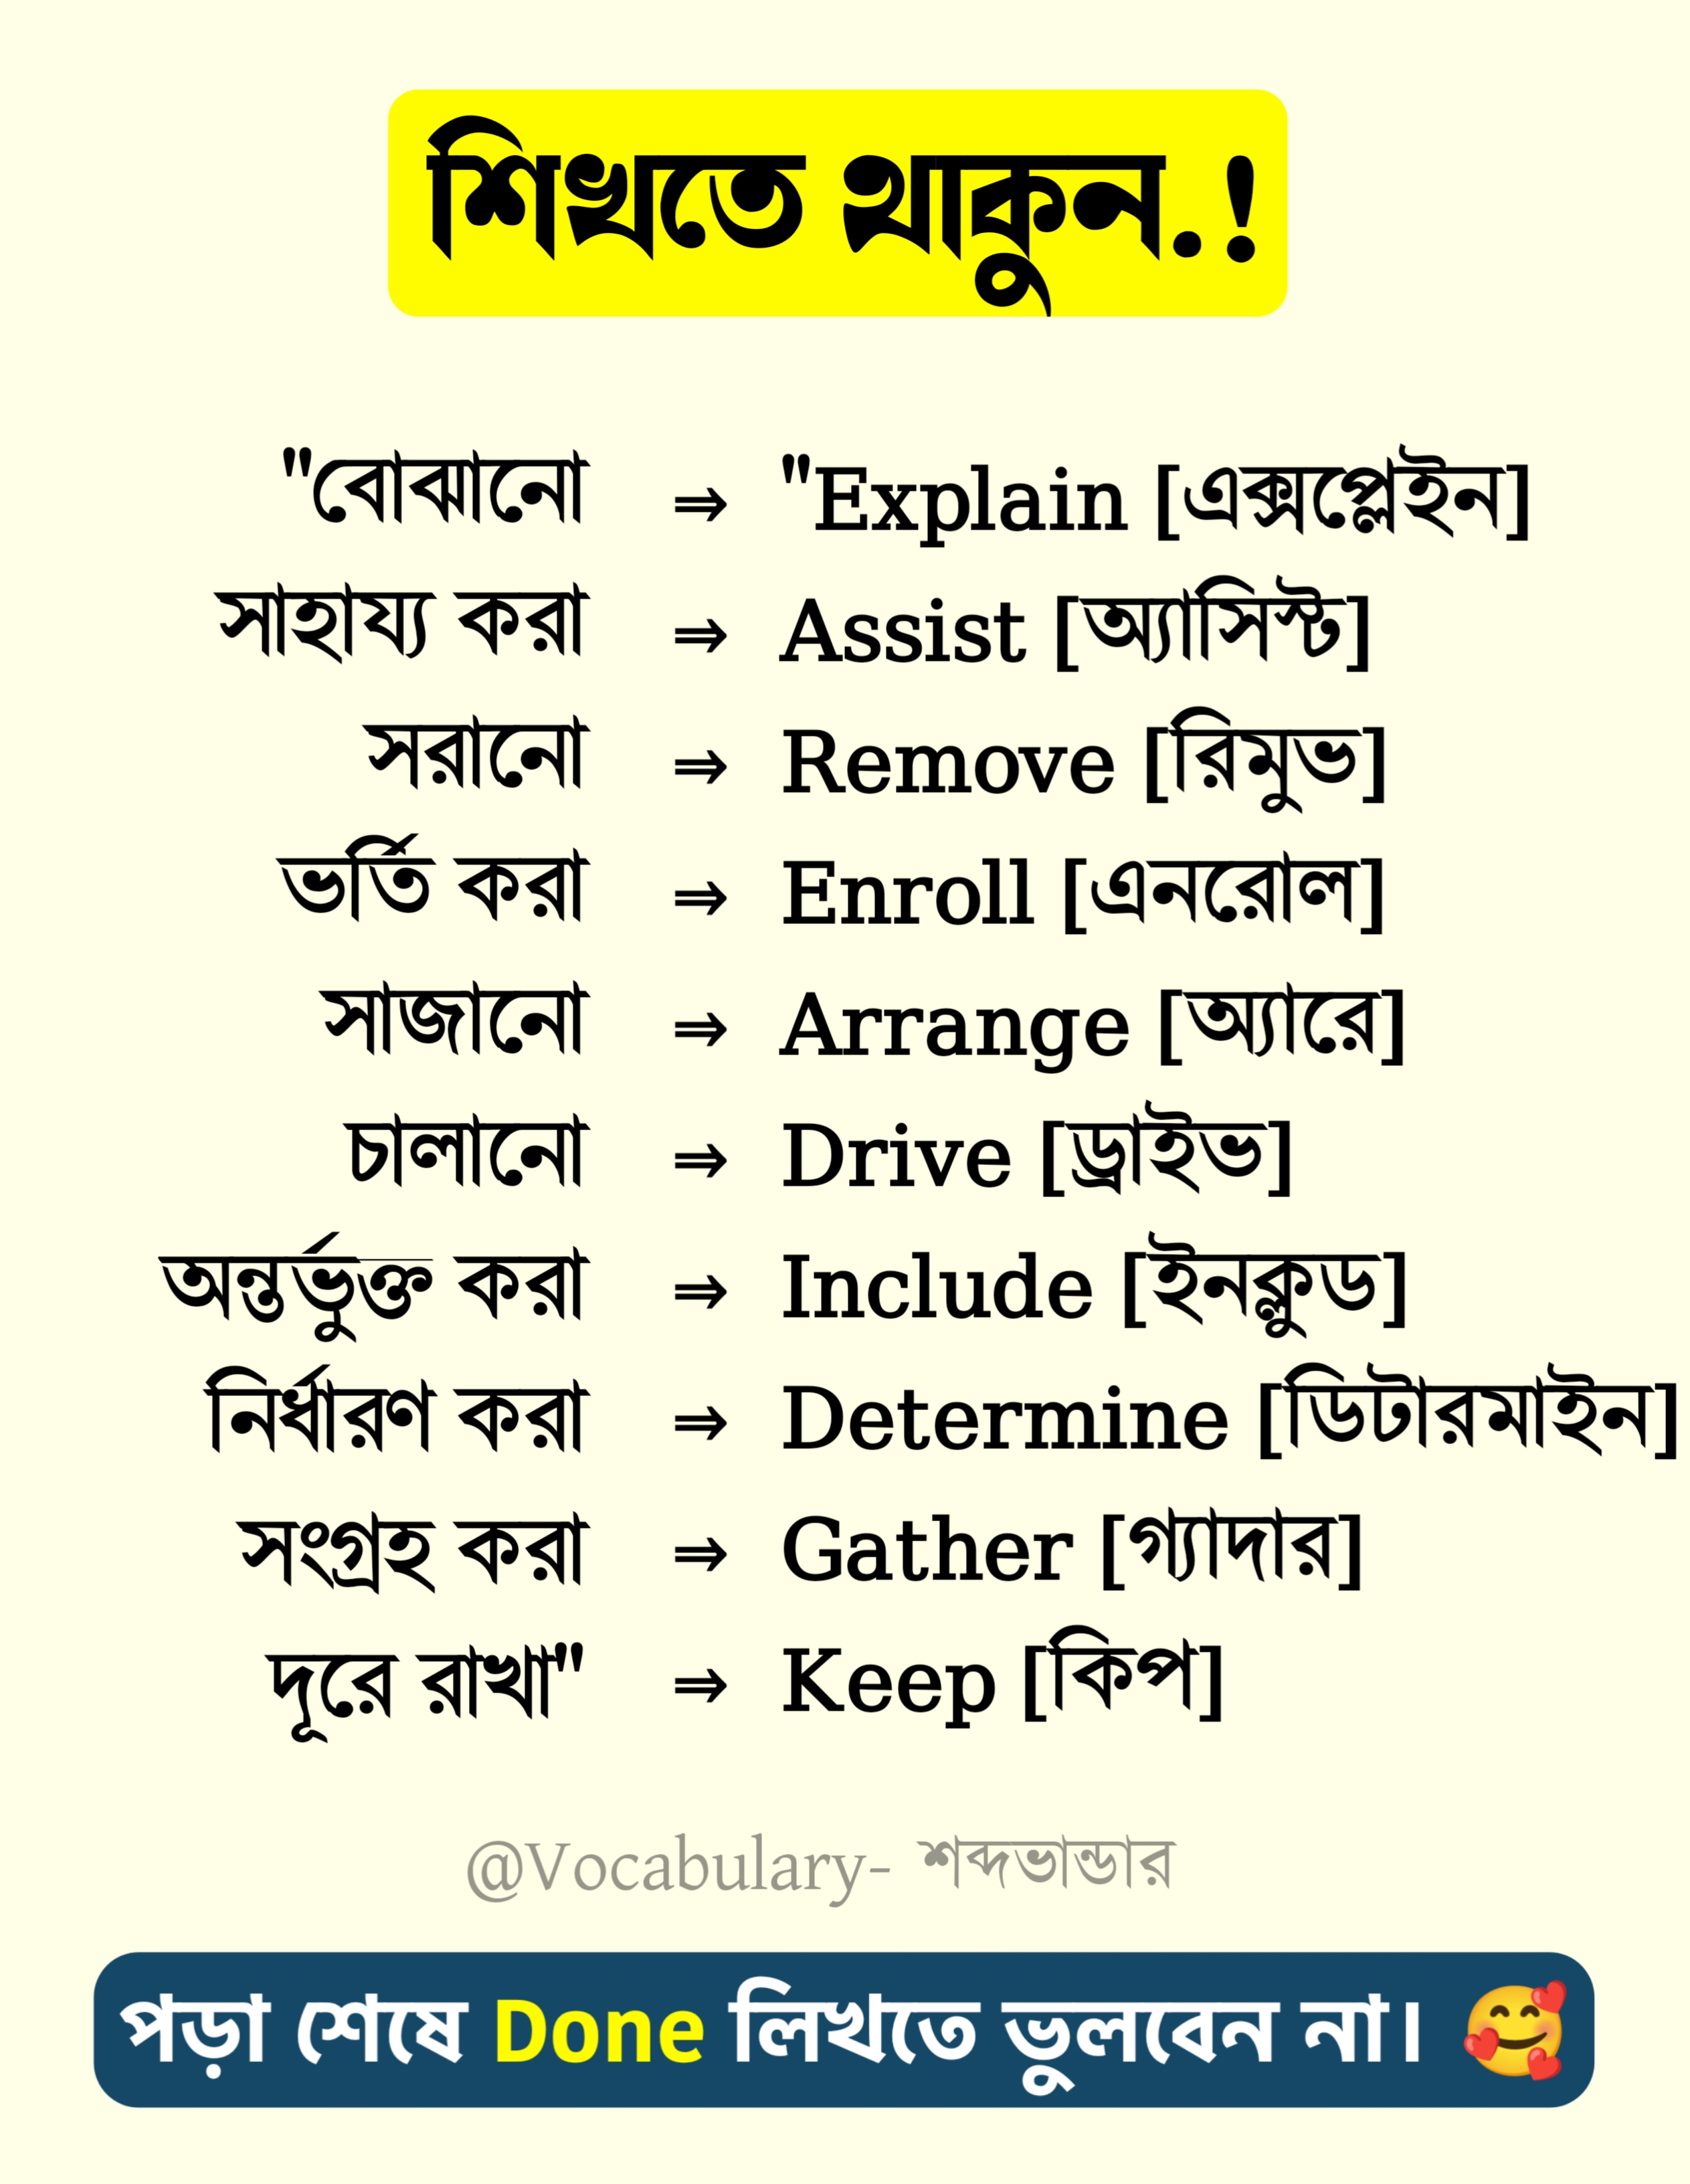 শিখতে থাকুন.!
"বোঝানো ⇒ "Explain [এক্সপ্লেইন]
সাহায্য করা ⇒ Assist [অ্যাসিস্ট]
সরানো ⇒ Remove [রিমুভ]
ভর্তি করা ⇒ Enroll [এনরোল]
সাজানো ⇒ Arrange [অ্যারে]
চালানো ⇒ Drive [ড্রাইভ]
অন্তর্ভুক্ত করা ⇒ Include [ইনক্লুড]
নির্ধারণ করা ⇒ Determine [ডিটারমাইন]
সংগ্রহ করা ⇒ Gather [গ্যাদার]
দূরে রাখা" ⇒ Keep [কিপ]
@Vocabulary- শব্দভান্ডার
পড়া শেষে Done লিখতে ভুলবেন না। 🥰